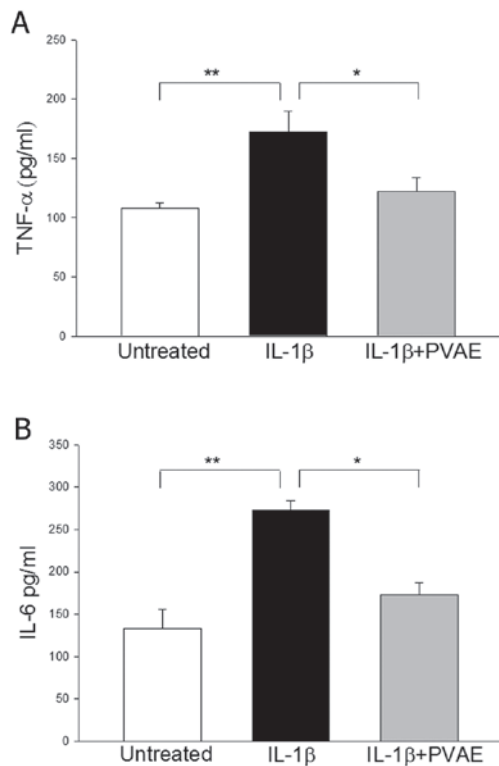 A
TNF-α (pg/ml)
250
200
150
100
50
0
** *
Untreated IL-1β IL-1β+PVAE
B
IL-6 pg/ml
350
300
250
200
150
100
50
0
** *
Untreated IL-1β IL-1β+PVAE